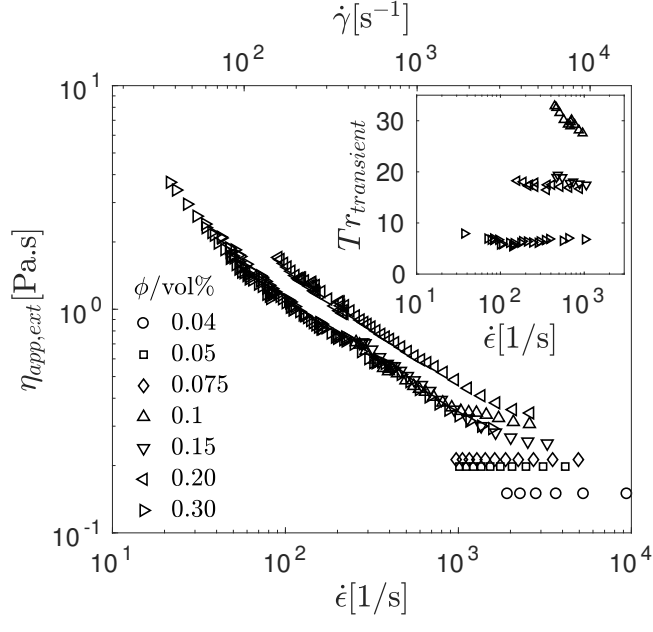 γ̇[s⁻¹]
10² 10³ 10⁴
10¹
10⁰
10⁻¹
η_app,ext[Pa.s]
30
20
10
0
Tr_transient
10¹ 10² 10³
ϵ̇[1/s]
ϕ/vol%
0.04
0.05
0.075
0.1
0.15
0.20
0.30
10¹ 10² 10³ 10⁴
ϵ̇[1/s]